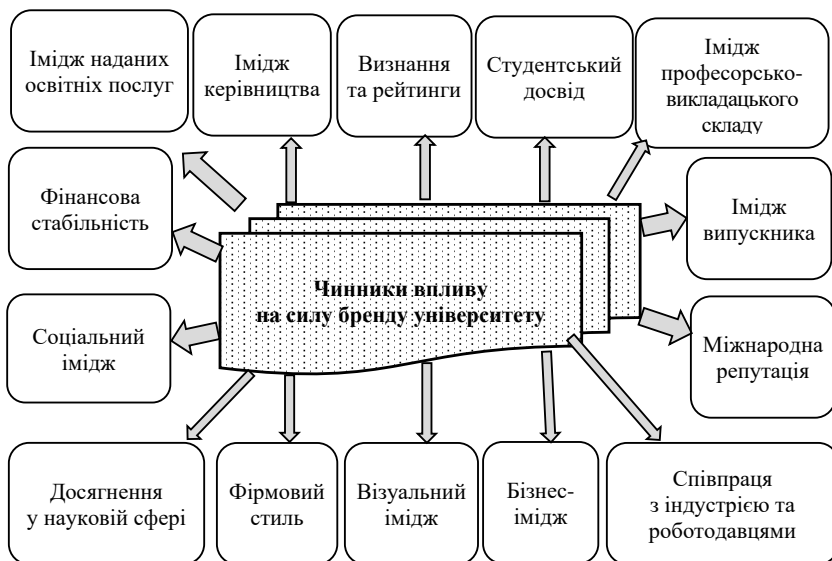 Імідж наданих
освітніх послуг
Імідж
керівництва
Визнання
та рейтинги
Студентський
досвід
Імідж
професорсько-
викладацького
складу
Фінансова
стабільність
Імідж
випускника
Чинники впливу
на силу бренду університету
Соціальний
імідж
Міжнародна
репутація
Досягнення
у науковій сфері
Фірмовий
стиль
Візуальний
імідж
Бізнес-
імідж
Співпраця
з індустрією та
роботодавцями